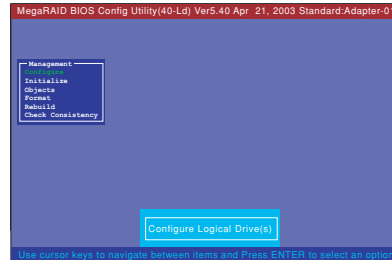 MegaRAID BIOS Config Utility(40-Ld) Ver5.40 Apr 21, 2003 Standard:Adapter-01
Management
Configure
Initialize
Objects
Format
Rebuild
Check Consistency
Configure Logical Drive(s)
Use cursor keys to navigate between items and Press ENTER to select an option